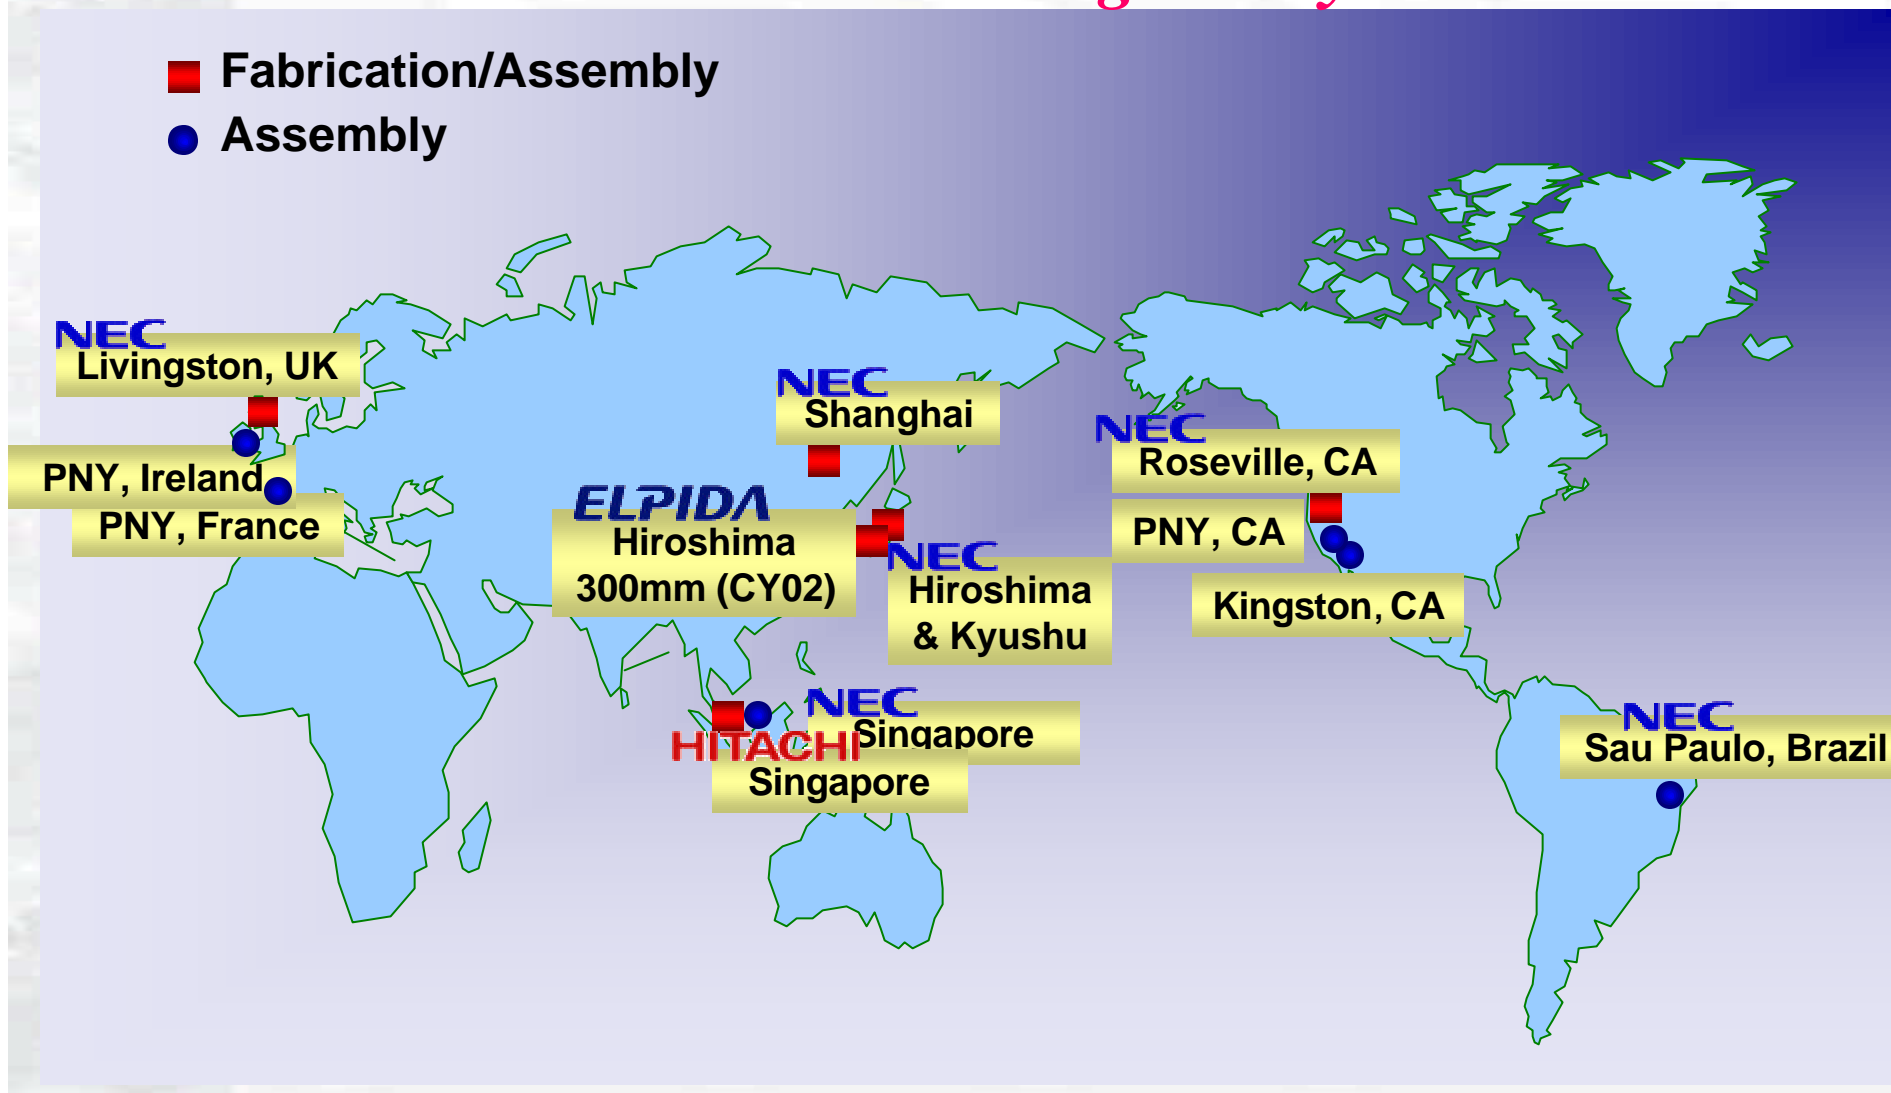 Fabrication/Assembly
Assembly
NEC
Livingston, UK
PNY, Ireland
PNY, France
NEC
Shanghai
ELPIDA
Hiroshima
300mm (CY02)
NEC
Hiroshima
& Kyushu
NEC
Roseville, CA
PNY, CA
Kingston, CA
NEC
Singapore
HITACHI
Singapore
NEC
Sau Paulo, Brazil